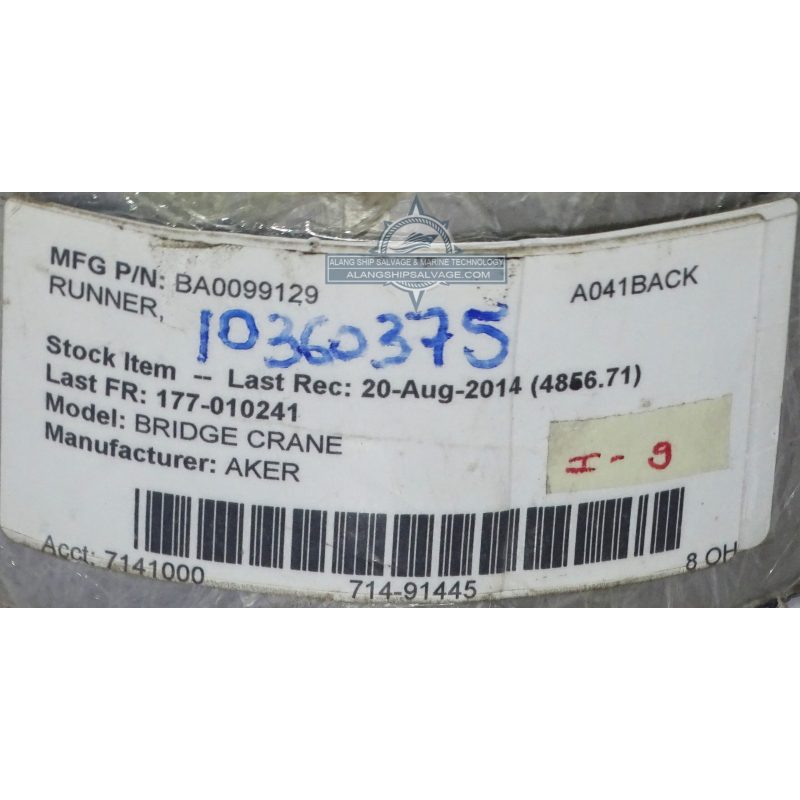 ALANG SHIP SALVAGE & MARINE TECHNOLOGY
ALANGSHIPSALVAGE.COM
MFG P/N: BA0099129
A041BACK
RUNNER,
10360375
Stock Item -- Last Rec: 20-Aug-2014 (4856.71)
Last FR: 177-010241
Model: BRIDGE CRANE
Manufacturer: AKER
I - 9
Acct: 7141000
714-91445
8 OH